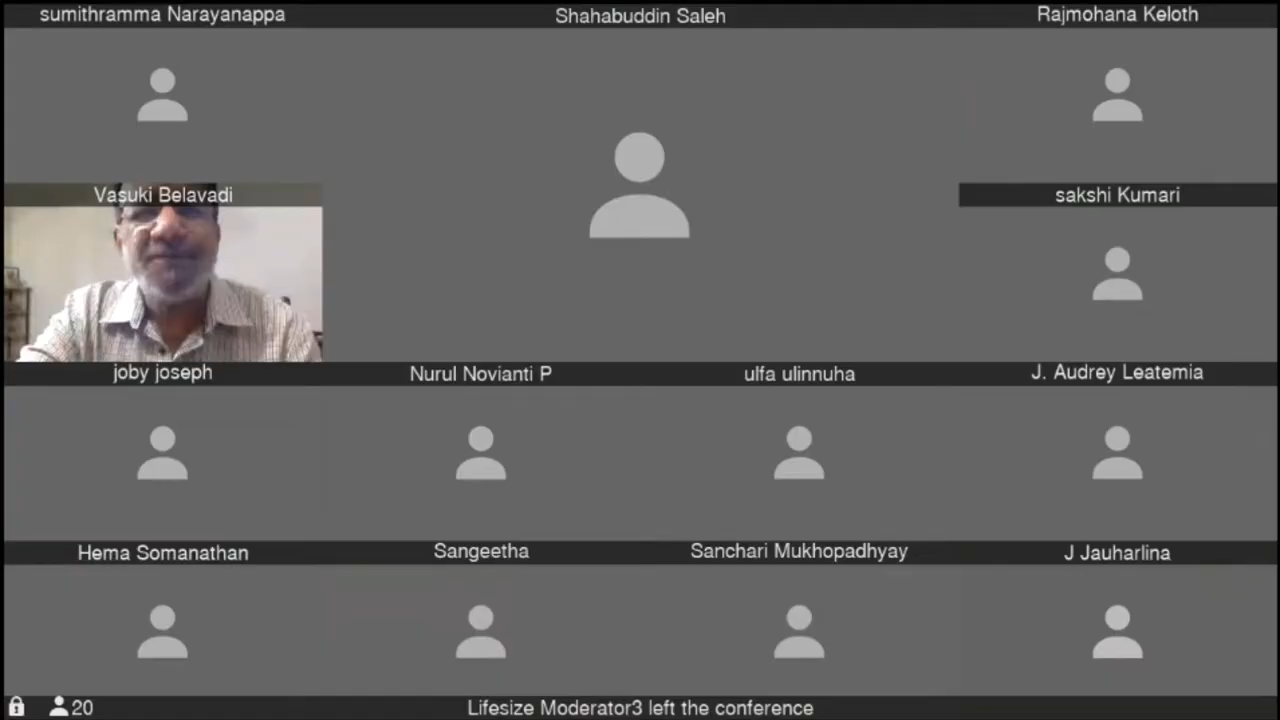 sumithramma Narayanappa
Shahabuddin Saleh
Rajmohana Keloth
Vasuki Belavadi
sakshi Kumari
joby joseph
Nurul Novianti P
ulfa ulinnuha
J. Audrey Leatemia
Hema Somanathan
Sangeetha
Sanchari Mukhopadhyay
J Jauharlina
20
Lifesize Moderator3 left the conference